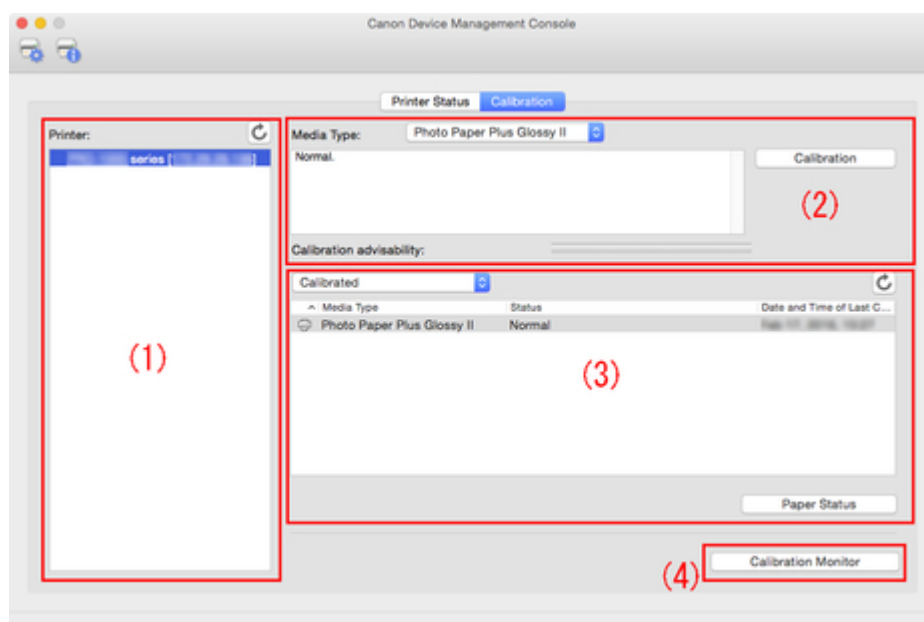 Canon Device Management Console
Printer Status Calibration
Printer:
series [
(1)
Media Type: Photo Paper Plus Glossy II
Normal.
Calibration
(2)
Calibration advisability:
Calibrated
Media Type Status Date and Time of Last C...
Photo Paper Plus Glossy II Normal
(3)
Paper Status
(4)
Calibration Monitor